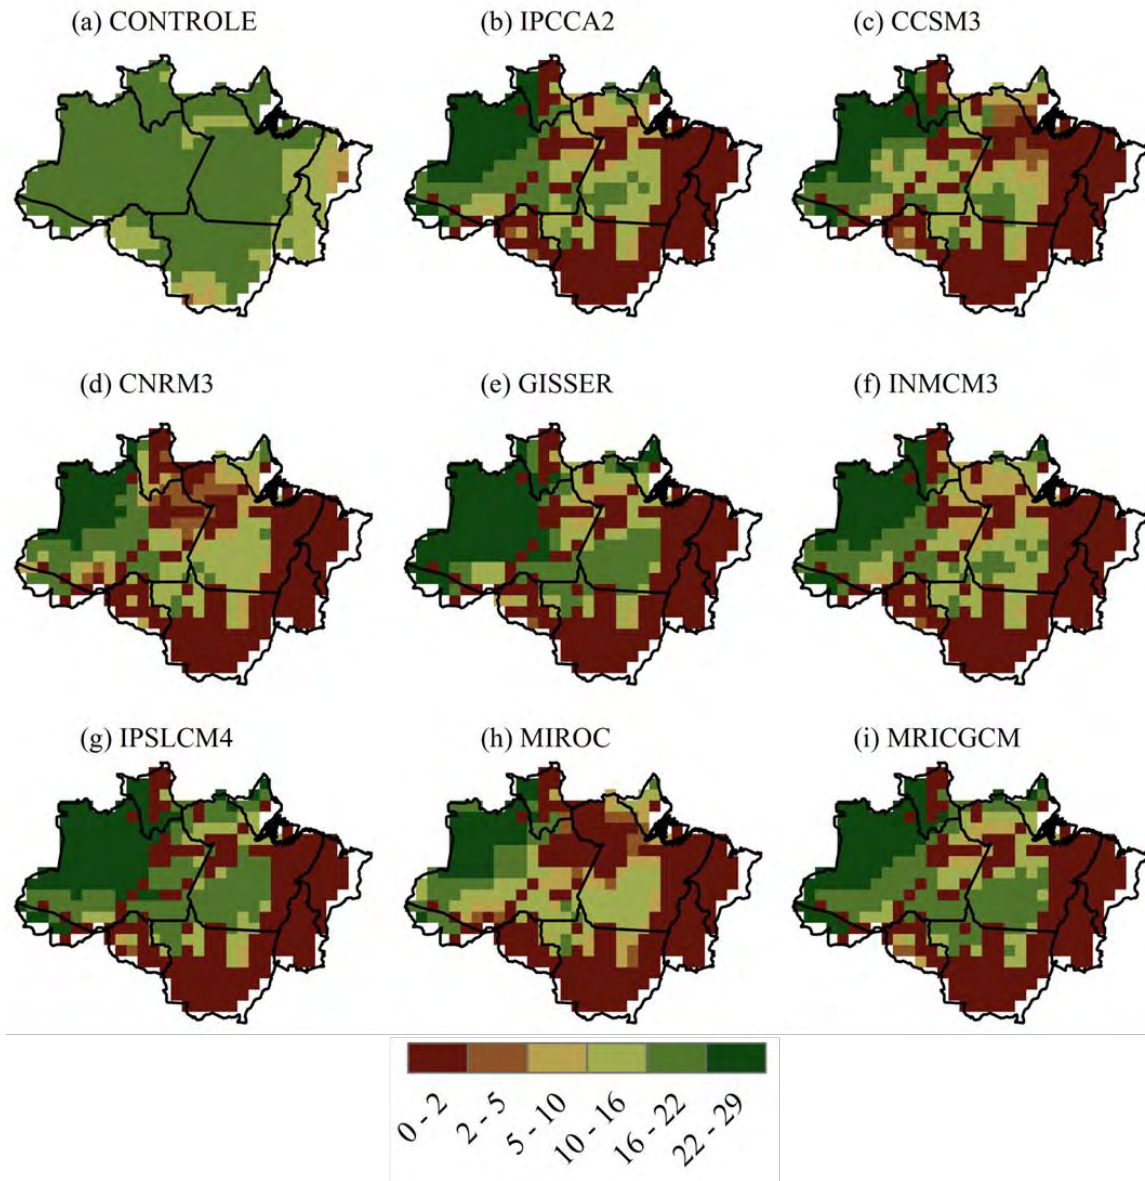 (a) CONTROLE
(b) IPCCA2
(c) CCSM3
(d) CNRM3
(e) GISSER
(f) INMCM3
(g) IPSLCM4
(h) MIROC
(i) MRICGCM
0 - 2
2 - 5
5 - 10
10 - 16
16 - 22
22 - 29